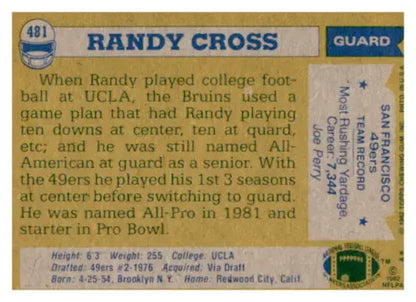 481
RANDY CROSS
GUARD
When Randy played college foot-
ball at UCLA, the Bruins used a
game plan that had Randy playing
ten downs at center, ten at guard,
etc; and he was still named All-
American at guard as a senior. With
the 49ers he played his 1st 3 seasons
at center before switching to guard.
He was named All-Pro in 1981 and
starter in Pro Bowl.
SAN FRANCISCO
49ers
TEAM RECORD
Most Rushing Yardage,
Career: 7,344
Joe Perry
Height: 6'3" Weight: 255 College: UCLA
Drafted: 49ers #2-1976 Acquired: Via Draft
Born: 4-25-54, Brooklyn N.Y. Home: Redwood City, Calif.
TM
© 1982
NFLPA